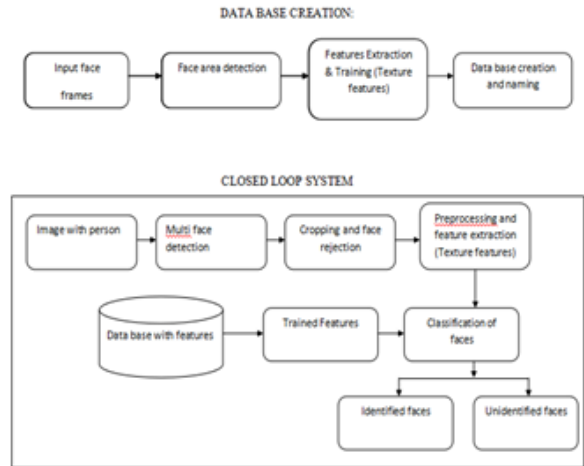 DATA BASE CREATION:
Input face
frames
Face area detection
Features Extraction
& Training (Texture
features)
Data base creation
and naming
CLOSED LOOP SYSTEM
Image with person
Multi face
detection
Cropping and face
rejection
Preprocessing and
feature extraction
(Texture features)
Data base with features
Trained Features
Classification of
faces
Identified faces
Unidentified faces